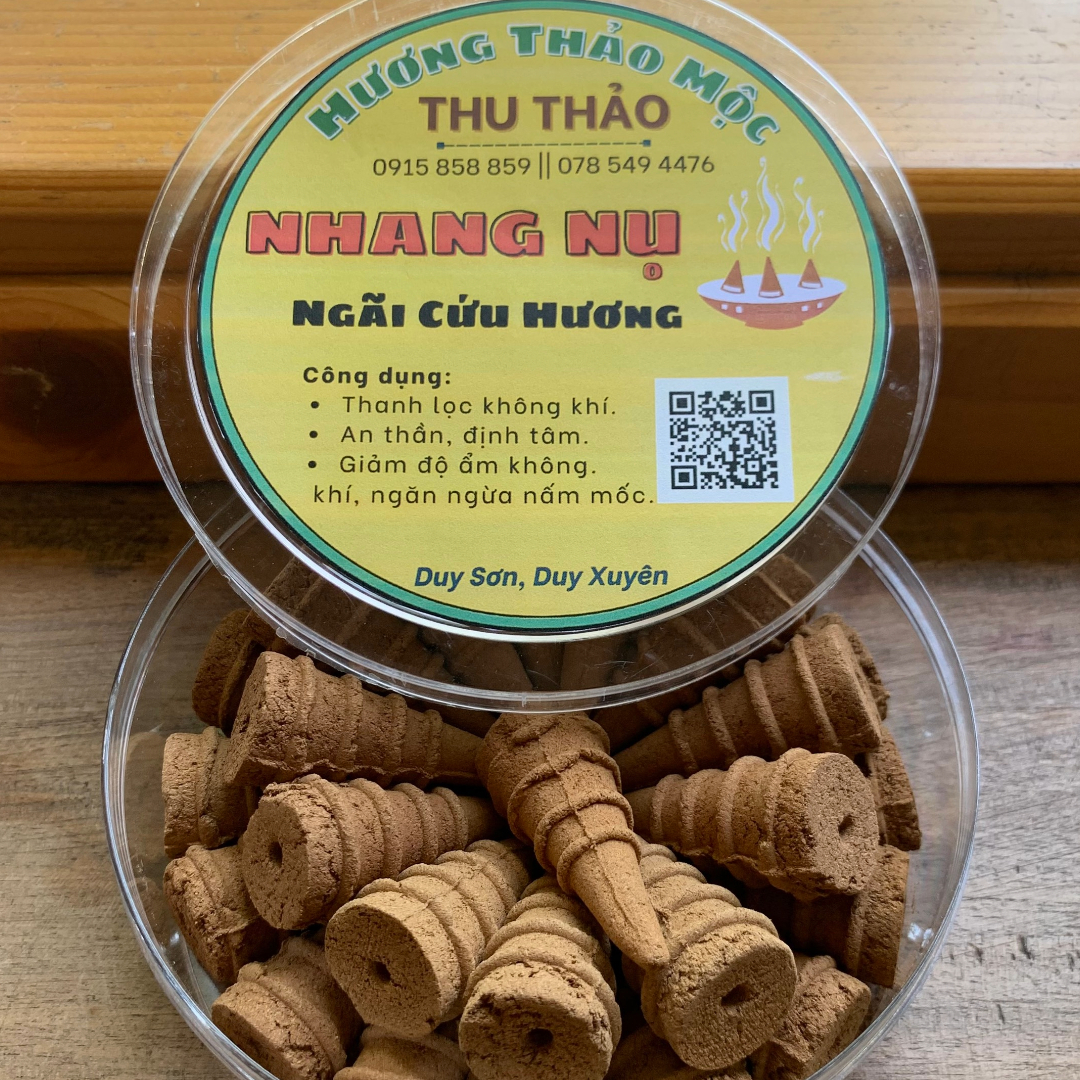 HƯƠNG THẢO MỘC
THU THẢO
0915 858 859 || 078 549 4476
NHANG NỤ
NGÃI CỨU HƯƠNG
Công dụng:
• Thanh lọc không khí.
• An thần, định tâm.
• Giảm độ ẩm không.
khí, ngăn ngừa nấm mốc.
Duy Sơn, Duy Xuyên